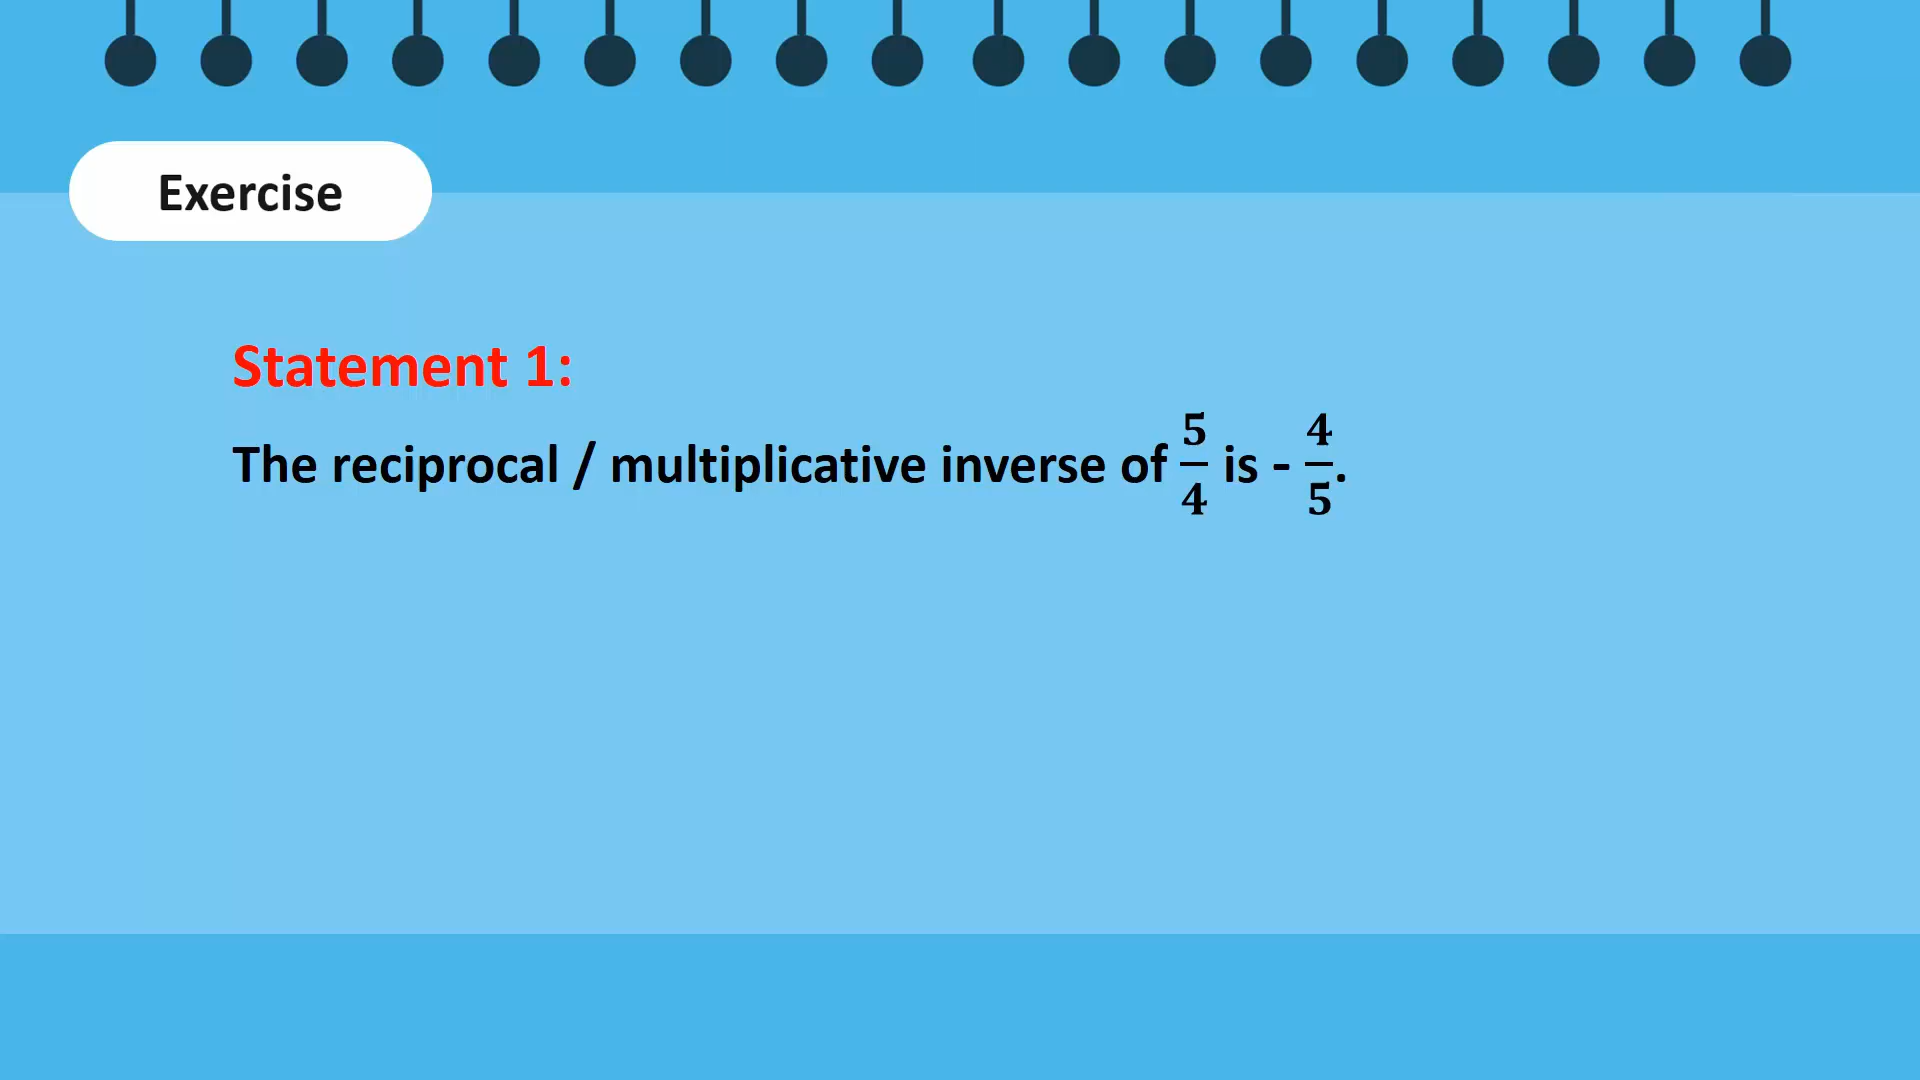 Exercise
Statement 1:
The reciprocal / multiplicative inverse of 5/4 is - 4/5.